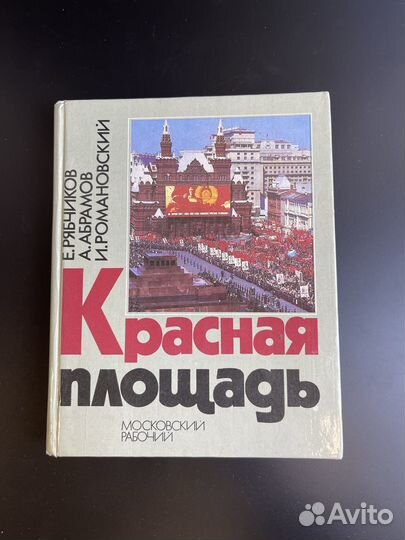 Е. РЯБЧИКОВ
А. АБРАМОВ
И. РОМАНОВСКИЙ
Красная
площадь
МОСКОВСКИЙ
РАБОЧИЙ
Avito